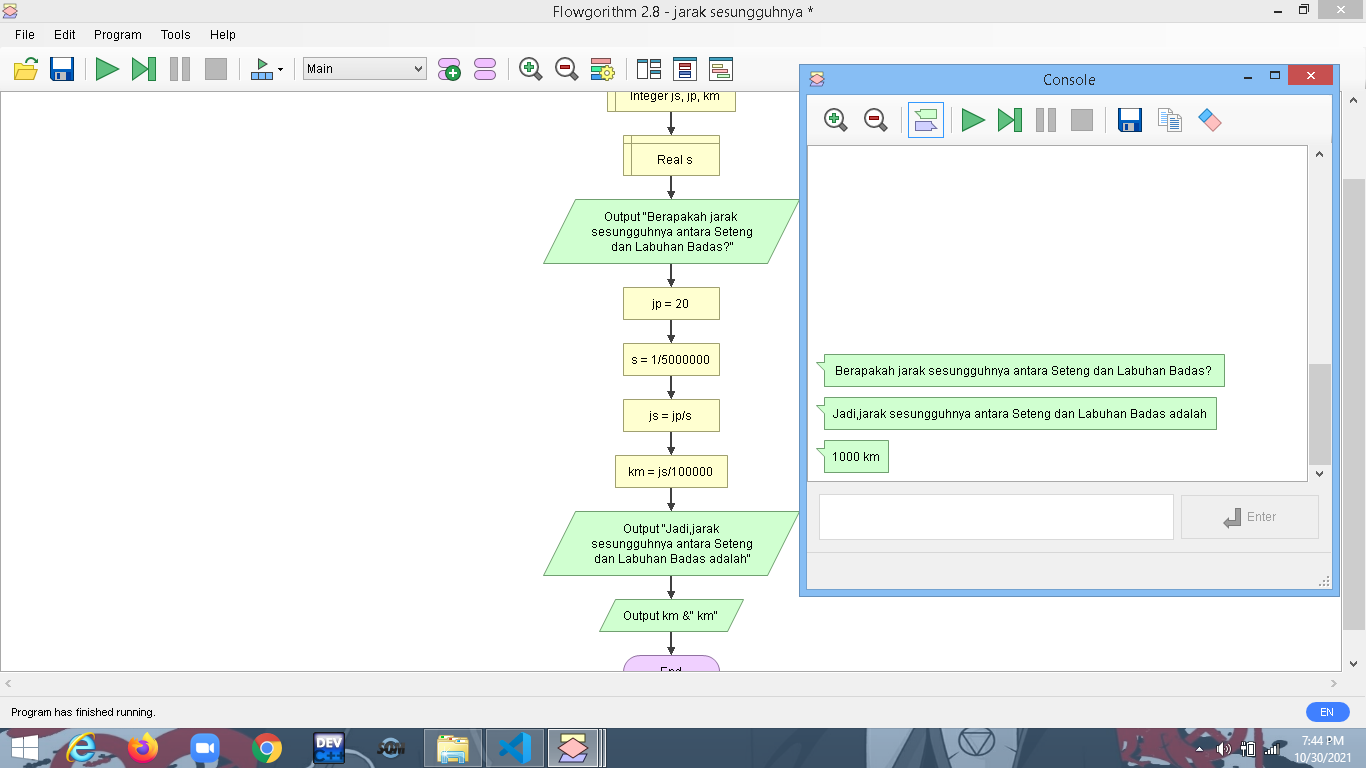 Flowgorithm 2.8 - jarak sesungguhnya *
File Edit Program Tools Help
Main
Integer js, jp, km
Real s
Output "Berapakah jarak
sesungguhnya antara Seteng
dan Labuhan Badas?"
jp = 20
s = 1/5000000
js = jp/s
km = js/100000
Output "Jadi,jarak
sesungguhnya antara Seteng
dan Labuhan Badas adalah"
Output km &" km"
End
Console
Berapakah jarak sesungguhnya antara Seteng dan Labuhan Badas?
Jadi,jarak sesungguhnya antara Seteng dan Labuhan Badas adalah
1000 km
Enter
Program has finished running.
EN
DEV
C++
7:44 PM
10/30/2021